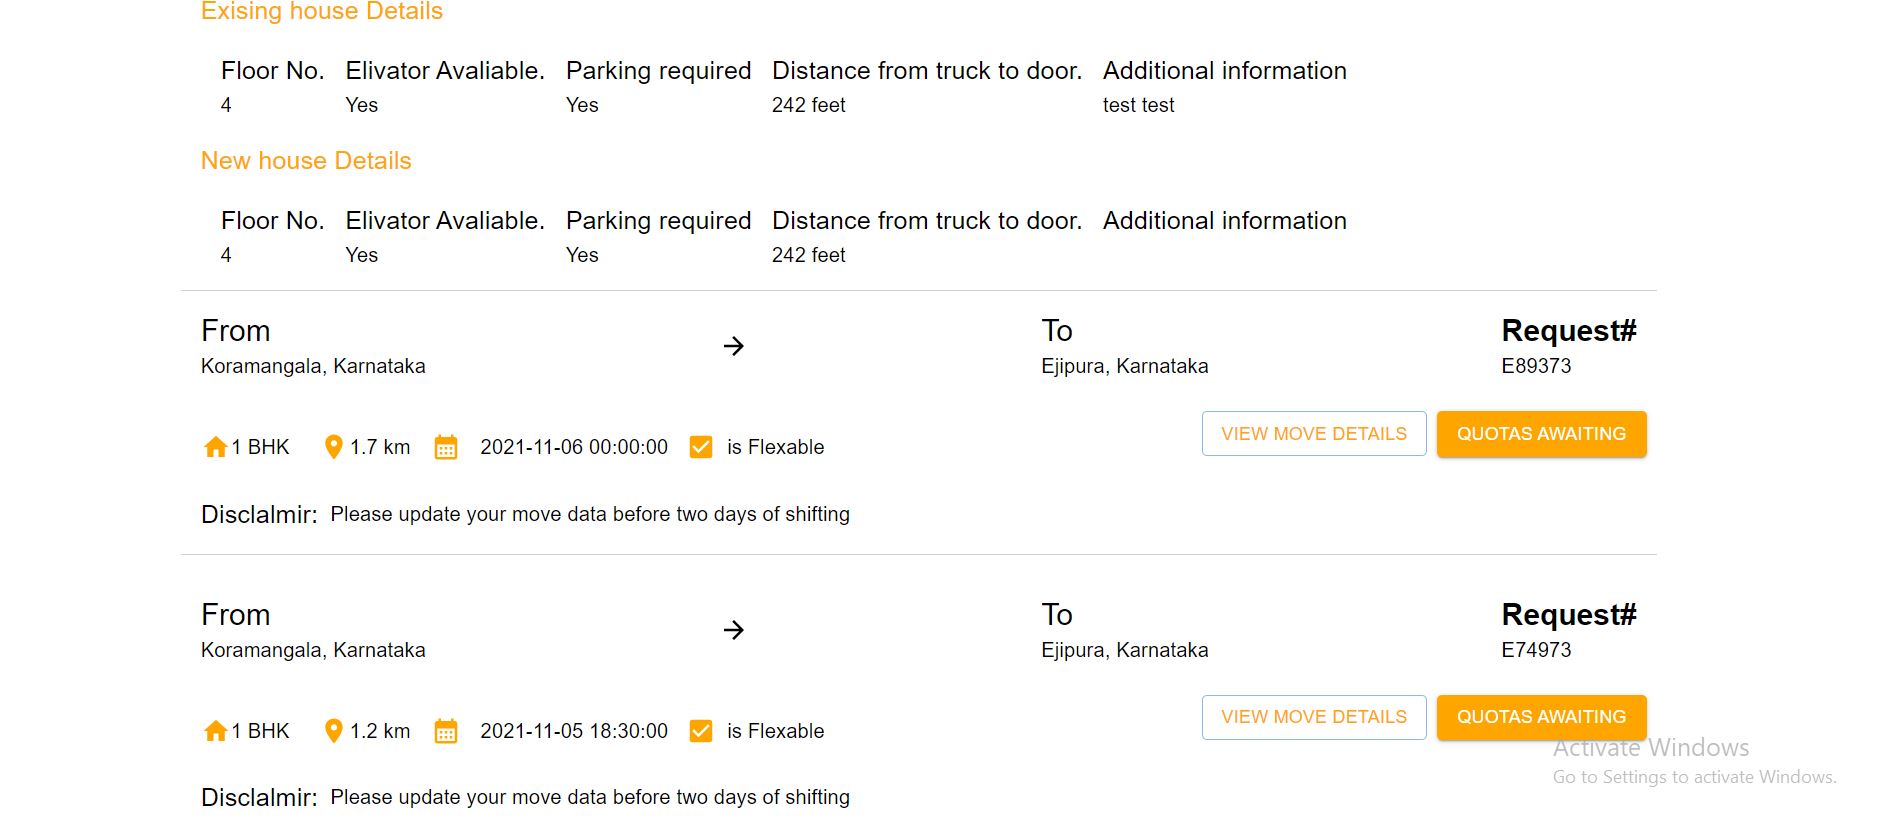 Exising house Details
Floor No. Elivator Avaliable. Parking required Distance from truck to door. Additional information
4 Yes Yes 242 feet test test
New house Details
Floor No. Elivator Avaliable. Parking required Distance from truck to door. Additional information
4 Yes Yes 242 feet
From To Request#
Koramangala, Karnataka Ejipura, Karnataka E89373
VIEW MOVE DETAILS QUOTAS AWAITING
1 BHK 1.7 km 2021-11-06 00:00:00 is Flexable
Disclalmir: Please update your move data before two days of shifting
From To Request#
Koramangala, Karnataka Ejipura, Karnataka E74973
VIEW MOVE DETAILS QUOTAS AWAITING
1 BHK 1.2 km 2021-11-05 18:30:00 is Flexable
Activate Windows
Go to Settings to activate Windows.
Disclalmir: Please update your move data before two days of shifting